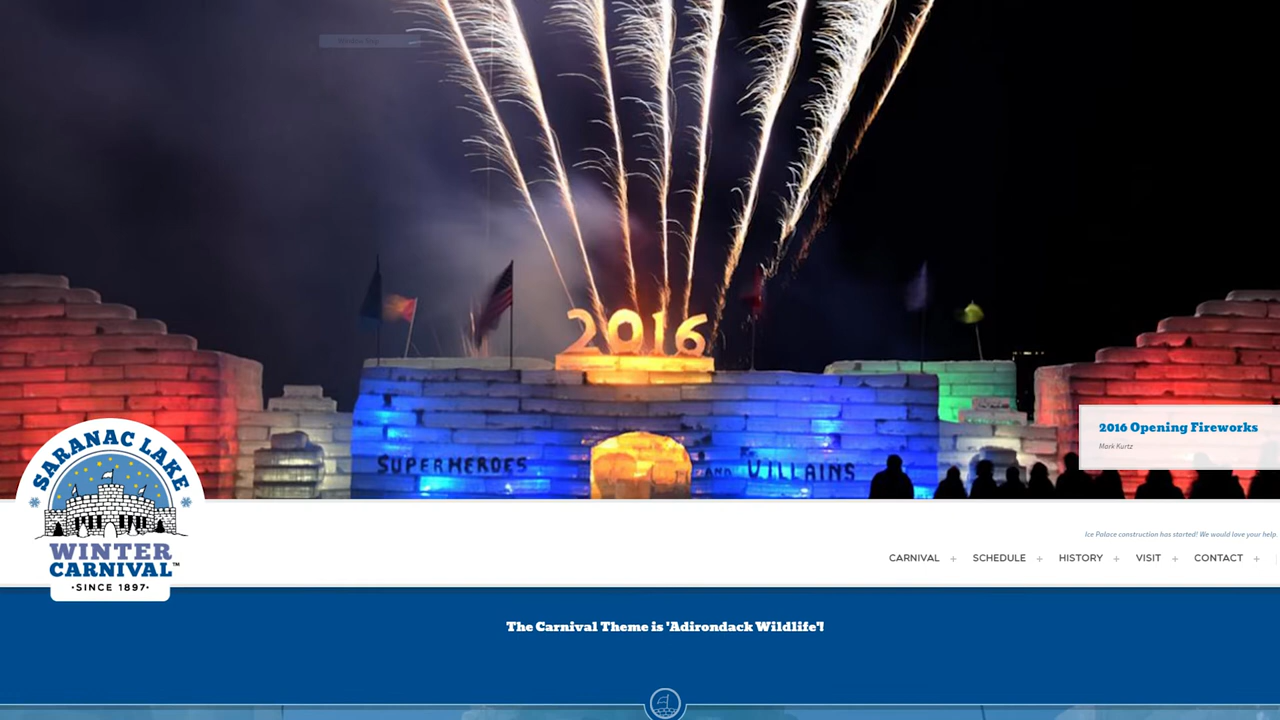 2016
SUPERHEROES AND VILLAINS
2016 Opening Fireworks
Mark Kurtz
SARANAC LAKE
WINTER
CARNIVAL™
·SINCE 1897·
Ice Palace construction has started! We would love your help.
CARNIVAL + SCHEDULE + HISTORY + VISIT + CONTACT +
The Carnival Theme is 'Adirondack Wildlife'!